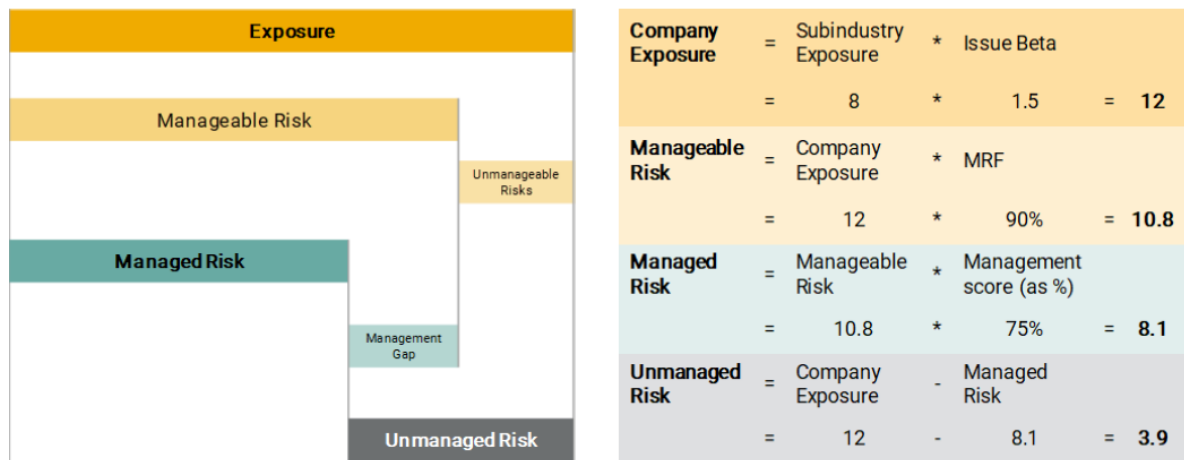 Exposure
Manageable Risk
Unmanageable
Risks
Managed Risk
Management
Gap
Unmanaged Risk
Company = Subindustry * Issue Beta
Exposure Exposure
= 8 * 1.5 = 12
Manageable = Company * MRF
Risk Exposure
= 12 * 90% = 10.8
Managed = Manageable * Management
Risk Risk score (as %)
= 10.8 * 75% = 8.1
Unmanaged = Company - Managed
Risk Exposure Risk
= 12 - 8.1 = 3.9